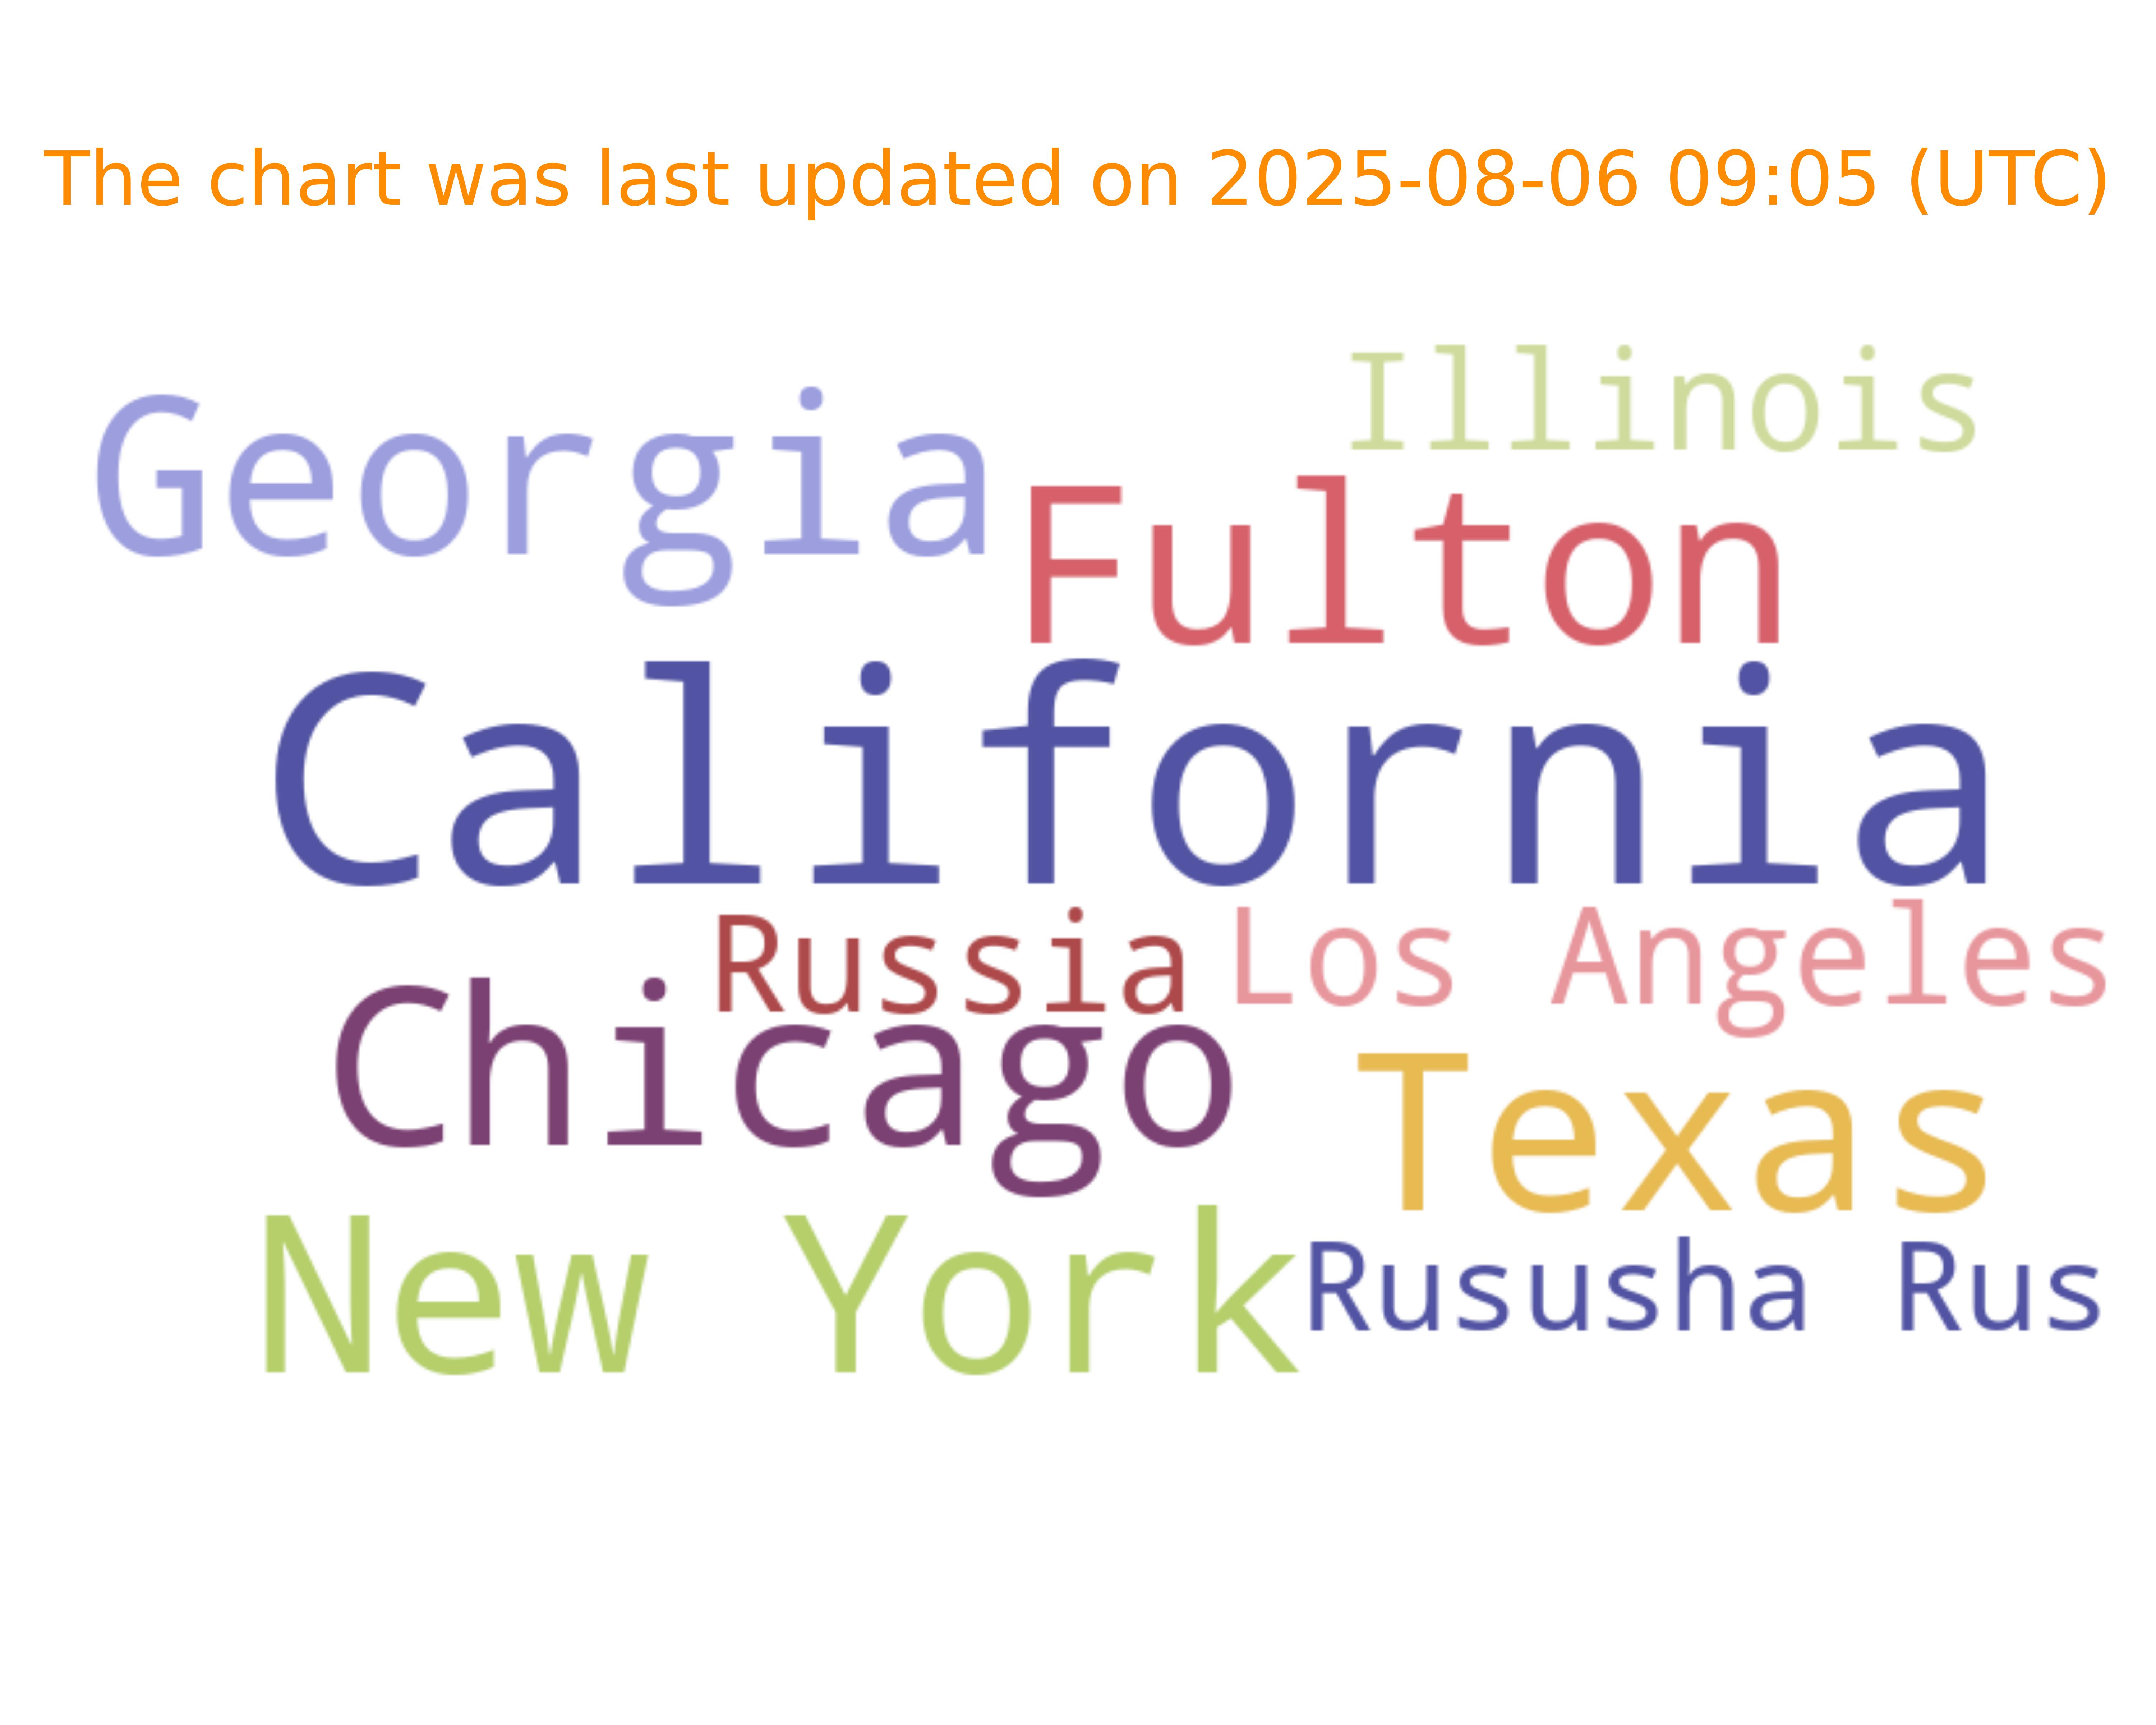 The chart was last updated on 2025-08-06 09:05 (UTC)
Illinois
Georgia
Fulton
California
Russia
Los Angeles
Chicago
Texas
New York
Rususha Rus